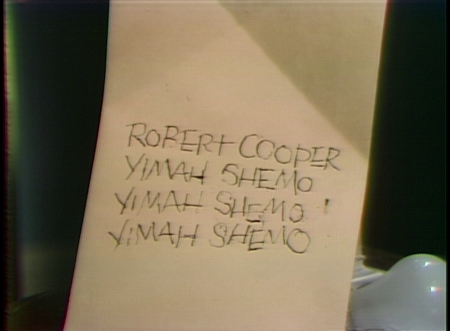 ROBERT COOPER
YIMAH SHEMO
YIMAH SHEMO !
YIMAH SHEMO